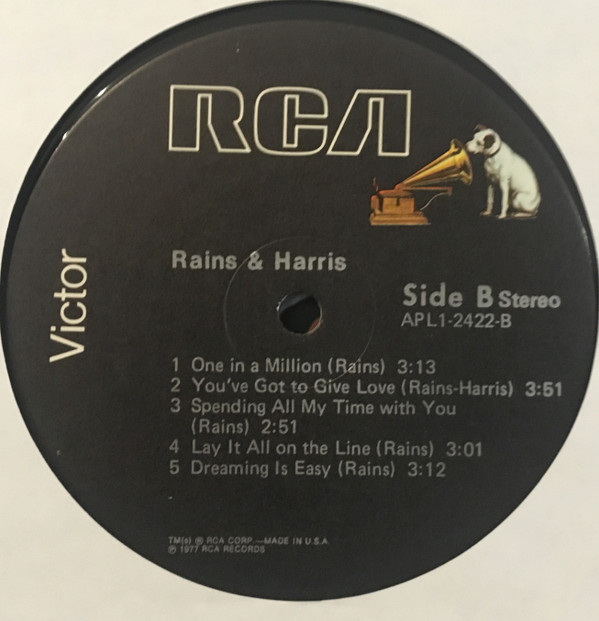 RCA
Victor
Rains & Harris
Side B Stereo
APL1-2422-B
1 One in a Million (Rains) 3:13
2 You've Got to Give Love (Rains-Harris) 3:51
3 Spending All My Time with You
(Rains) 2:51
4 Lay It All on the Line (Rains) 3:01
5 Dreaming Is Easy (Rains) 3:12
TM(s) ® RCA CORP.—MADE IN U.S.A.
℗ 1977 RCA RECORDS